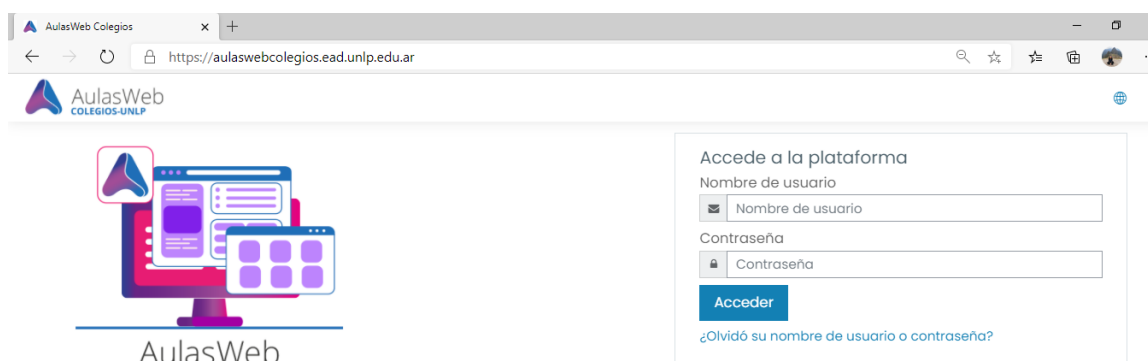 AulasWeb Colegios
https://aulaswebcolegios.ead.unlp.edu.ar
AulasWeb
COLEGIOS-UNLP
Accede a la plataforma
Nombre de usuario
Nombre de usuario
Contraseña
Contraseña
Acceder
¿Olvidó su nombre de usuario o contraseña?
AulasWeb